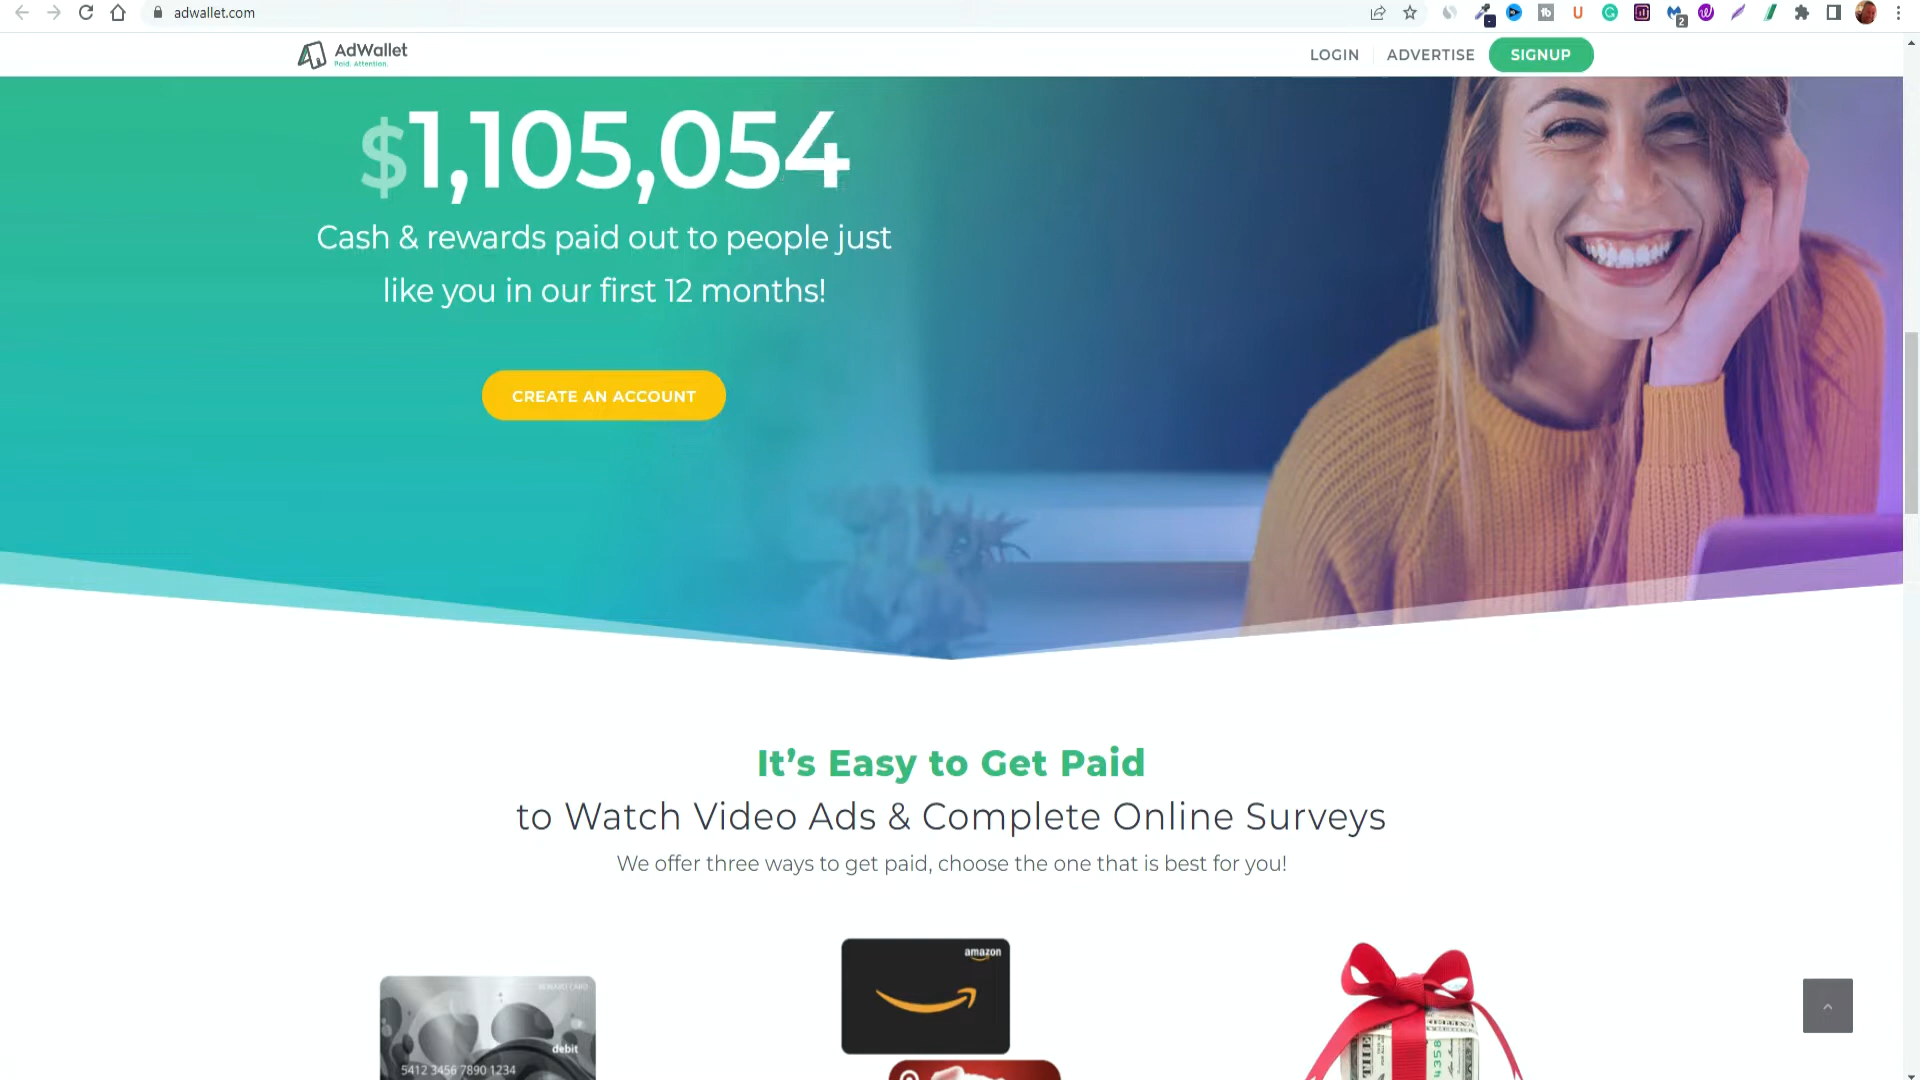 adwallet.com
AdWallet
Paid. Attention.
LOGIN
ADVERTISE
SIGNUP
$1,105,054
Cash & rewards paid out to people just
like you in our first 12 months!
CREATE AN ACCOUNT
It’s Easy to Get Paid
to Watch Video Ads & Complete Online Surveys
We offer three ways to get paid, choose the one that is best for you!
REWARD CARD
debit
5412 3456 7890 1234
amazon